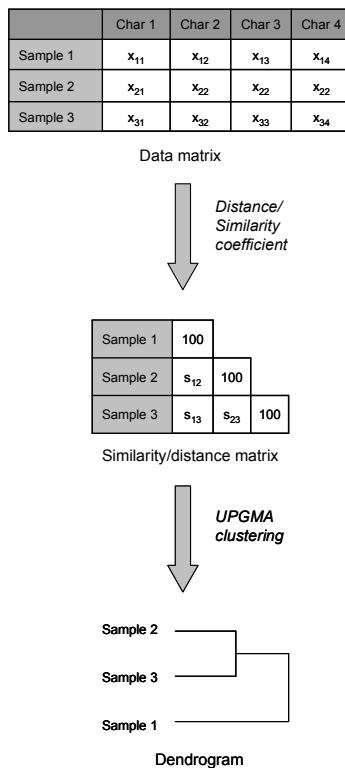 Char 1 Char 2 Char 3 Char 4
Sample 1 x11 x12 x13 x14
Sample 2 x21 x22 x22 x22
Sample 3 x31 x32 x33 x34
Data matrix
Distance/
Similarity
coefficient
Sample 1 100
Sample 2 s12 100
Sample 3 s13 s23 100
Similarity/distance matrix
UPGMA
clustering
Sample 2
Sample 3
Sample 1
Dendrogram